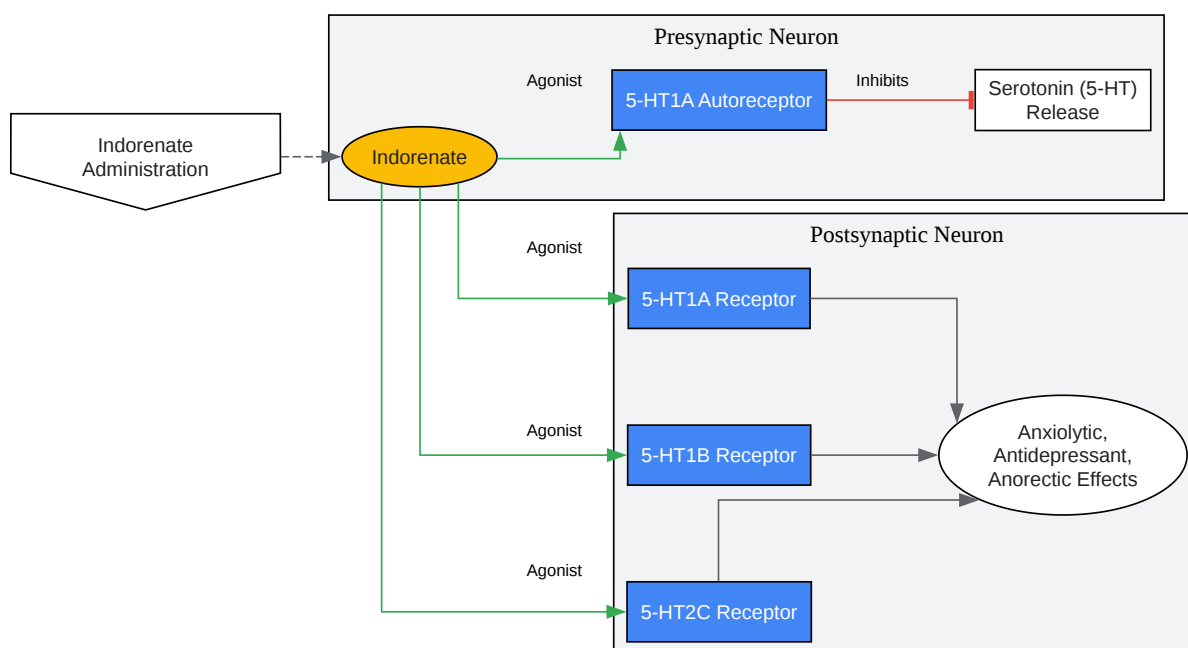 Presynaptic Neuron
Agonist
5-HT1A Autoreceptor
Inhibits
Serotonin (5-HT)
Release
Indorenate
Administration
Indorenate
Postsynaptic Neuron
Agonist
5-HT1A Receptor
Agonist
5-HT1B Receptor
Anxiolytic,
Antidepressant,
Anorectic Effects
Agonist
5-HT2C Receptor